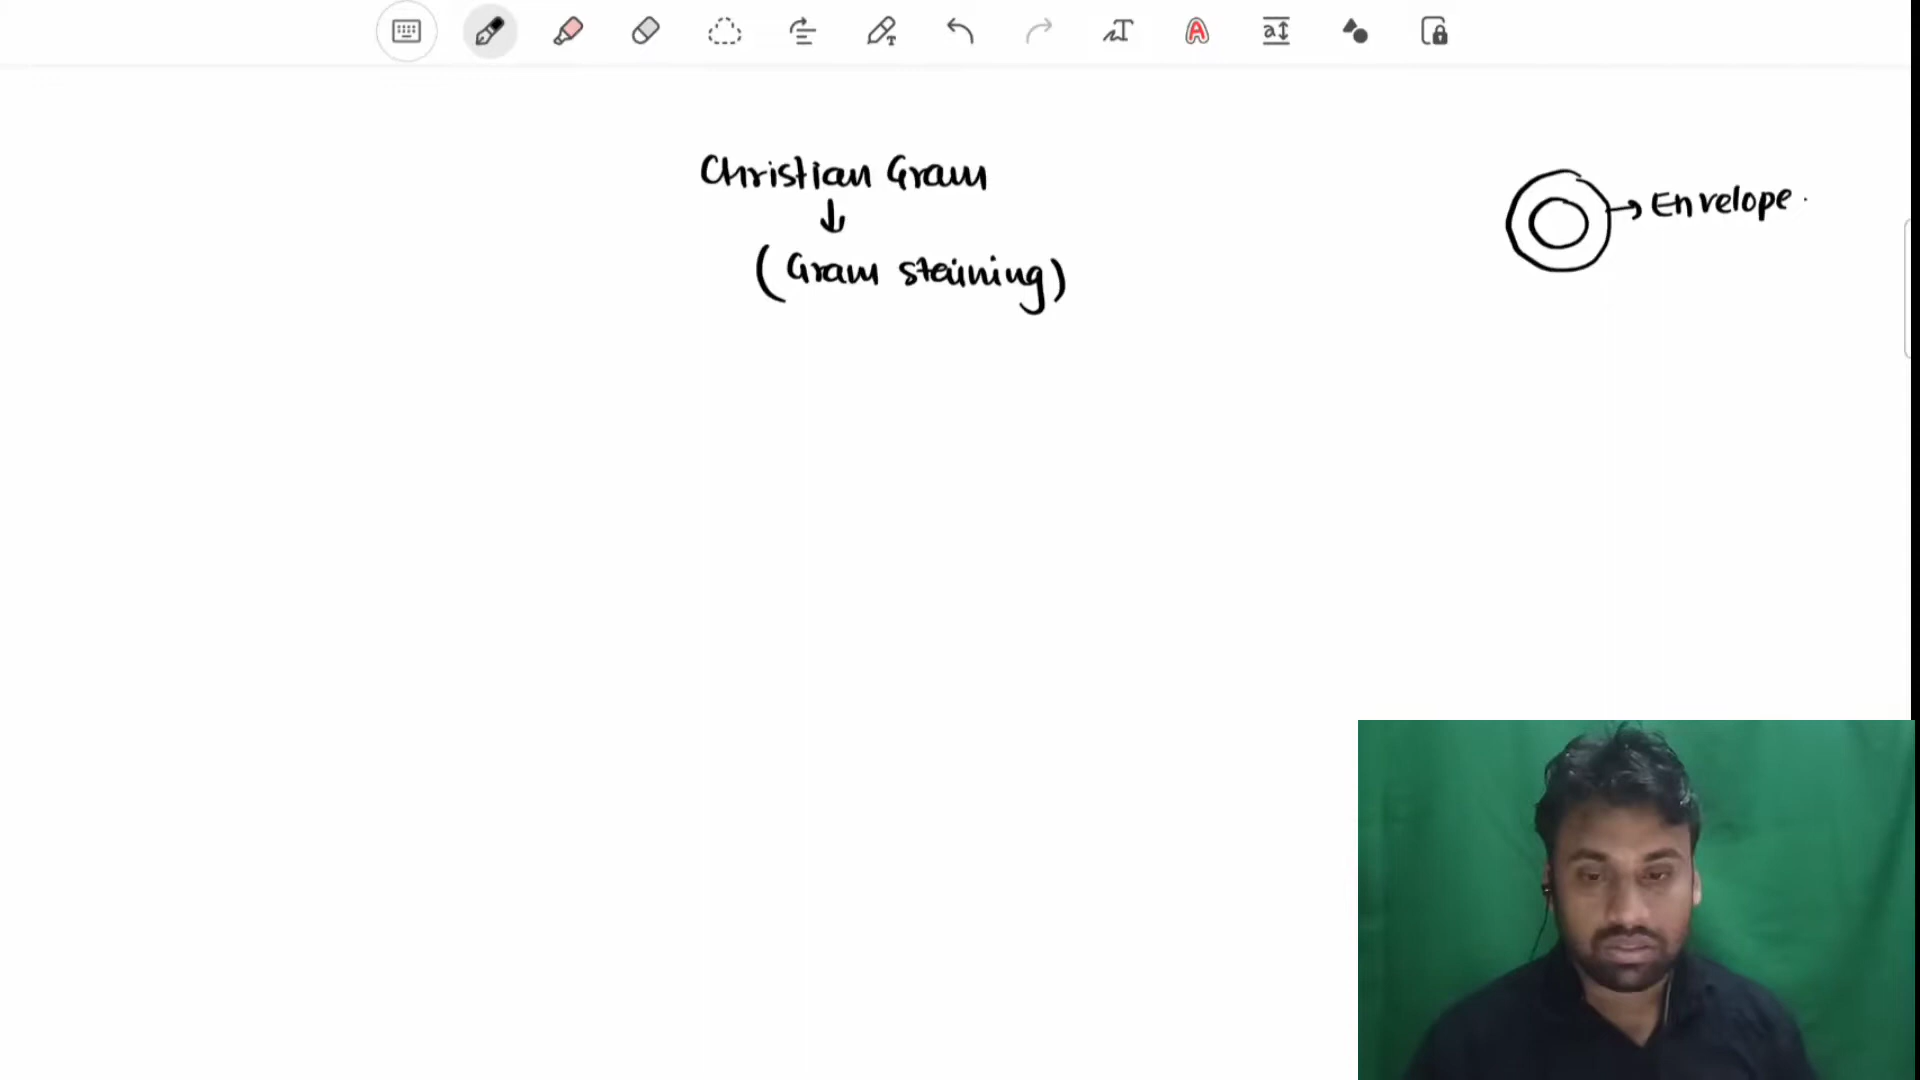 Christian Gram
↓
(Gram staining)
→ Envelope